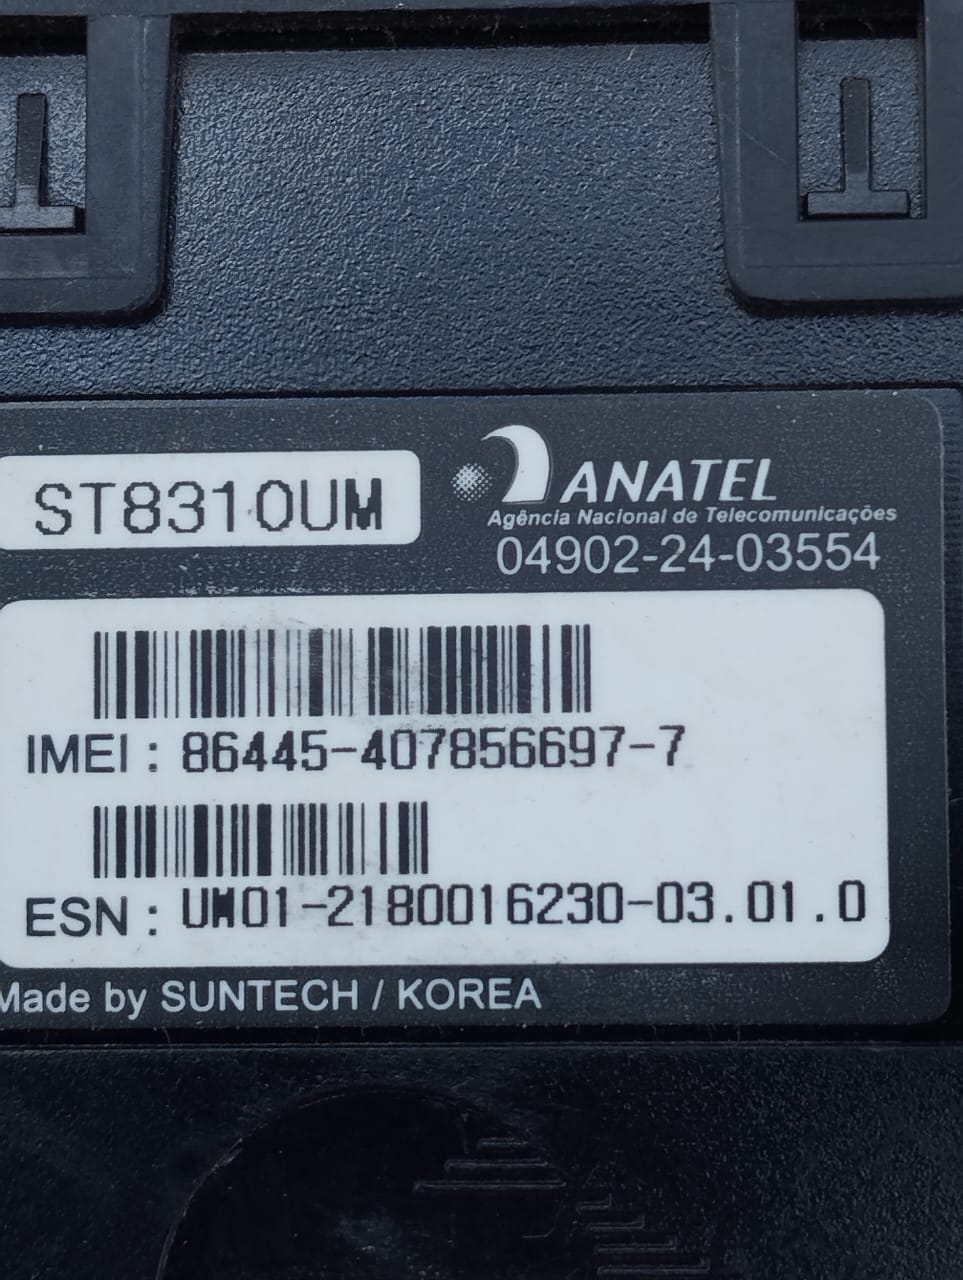 ST8310UM
ANATEL
Agência Nacional de Telecomunicações
04902-24-03554
IMEI : 86445-407856697-7
ESN : UM01-2180016230-03.01.0
Made by SUNTECH / KOREA